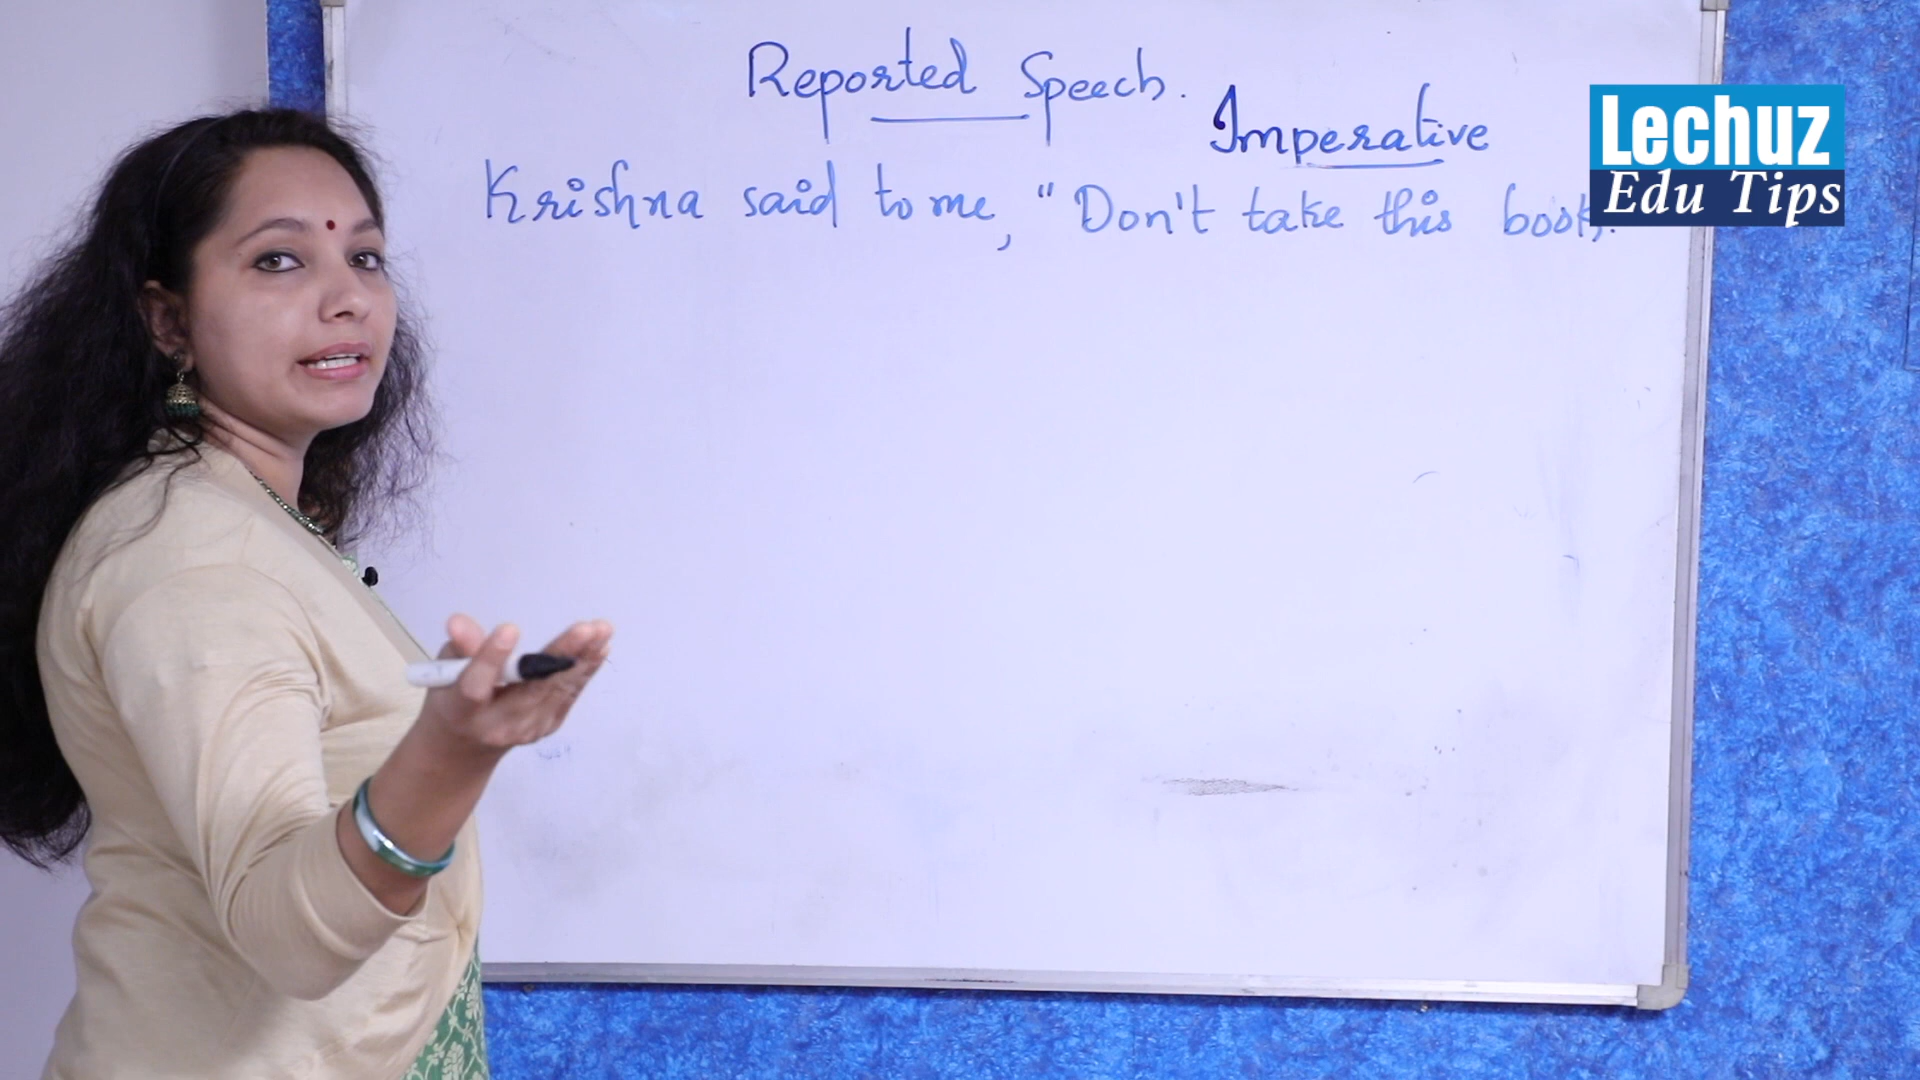 Reported Speech.
Imperative
Krishna said to me, "Don't take this book.
Lechuz
Edu Tips